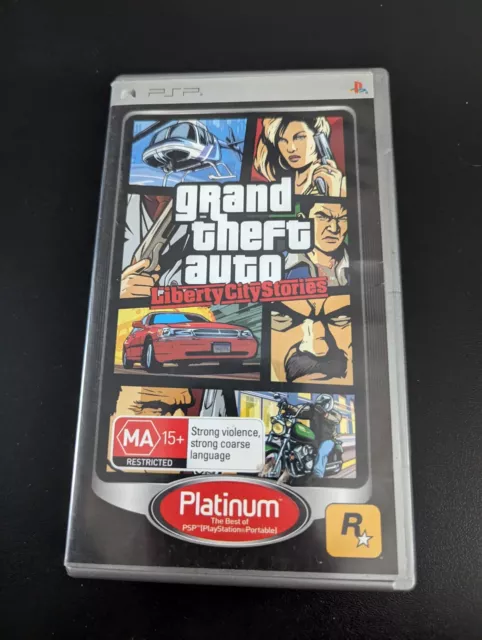 PSP
grand
theft
auto
Liberty City Stories
MA 15+
RESTRICTED
Strong violence,
strong coarse
language
Platinum™
The Best of
PSP™ [PlayStation®Portable]
R